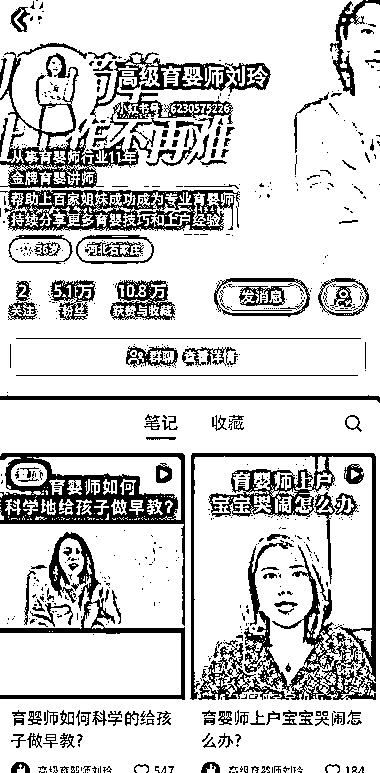 高级育婴师刘玲
小红书号：6230575226
简单
上户工作不再难
从事育婴师行业11年
金牌育婴讲师
帮助上百家姐妹成功成为专业育婴师
持续分享更多育婴技巧和上户经验
36岁 河北石家庄
2 5.1万 10.8万
关注 粉丝 获赞与收藏
发消息
群聊 查看详情
笔记 收藏
置顶
育婴师如何
科学地给孩子做早教?
育婴师上户
宝宝哭闹怎么办
育婴师如何科学的给孩
子做早教?
育婴师上户宝宝哭闹怎
么办?
高级育婴师刘玲 547
高级育婴师刘玲 184